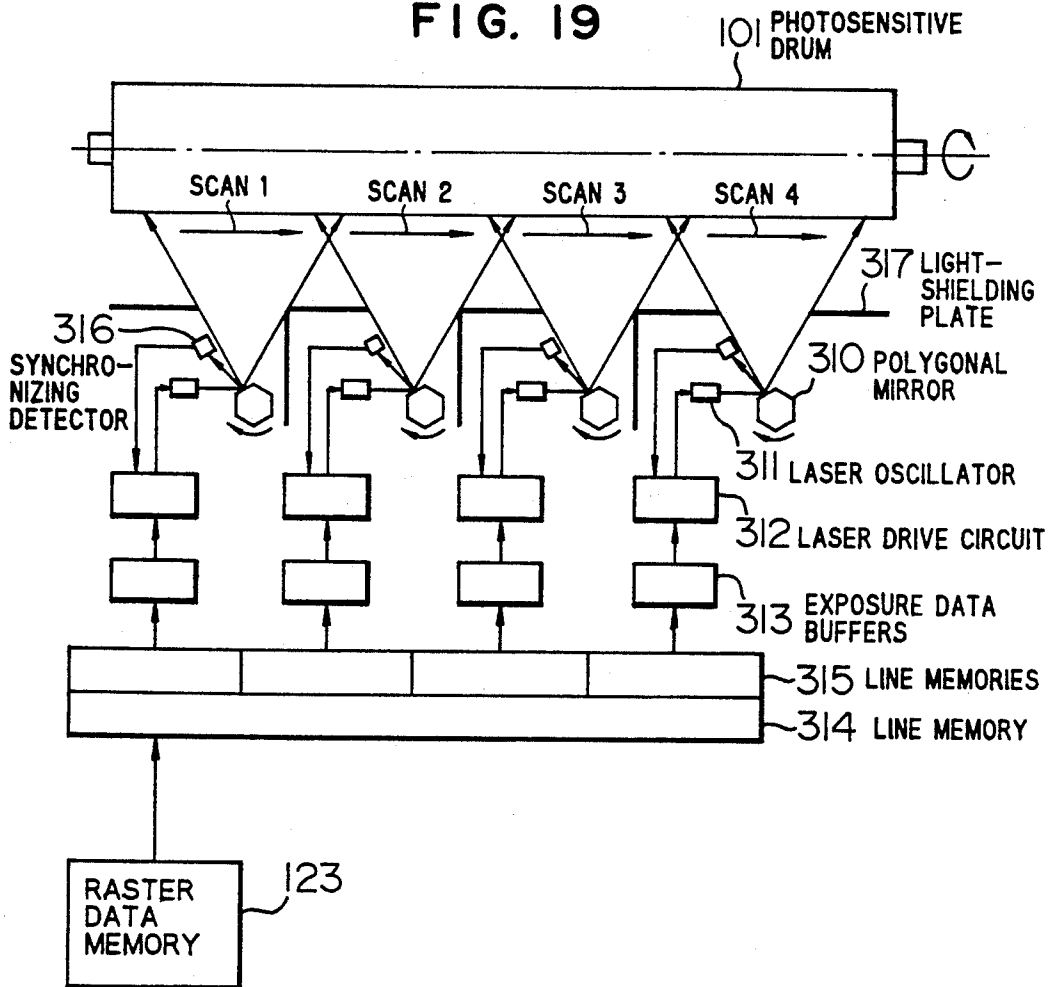 FIG. 19
101 PHOTOSENSITIVE
DRUM
SCAN 1
SCAN 2
SCAN 3
SCAN 4
317 LIGHT-
SHIELDING
PLATE
316
SYNCHRO-
NIZING
DETECTOR
310 POLYGONAL
MIRROR
311 LASER OSCILLATOR
312 LASER DRIVE CIRCUIT
313 EXPOSURE DATA
BUFFERS
315 LINE MEMORIES
314 LINE MEMORY
123
RASTER
DATA
MEMORY